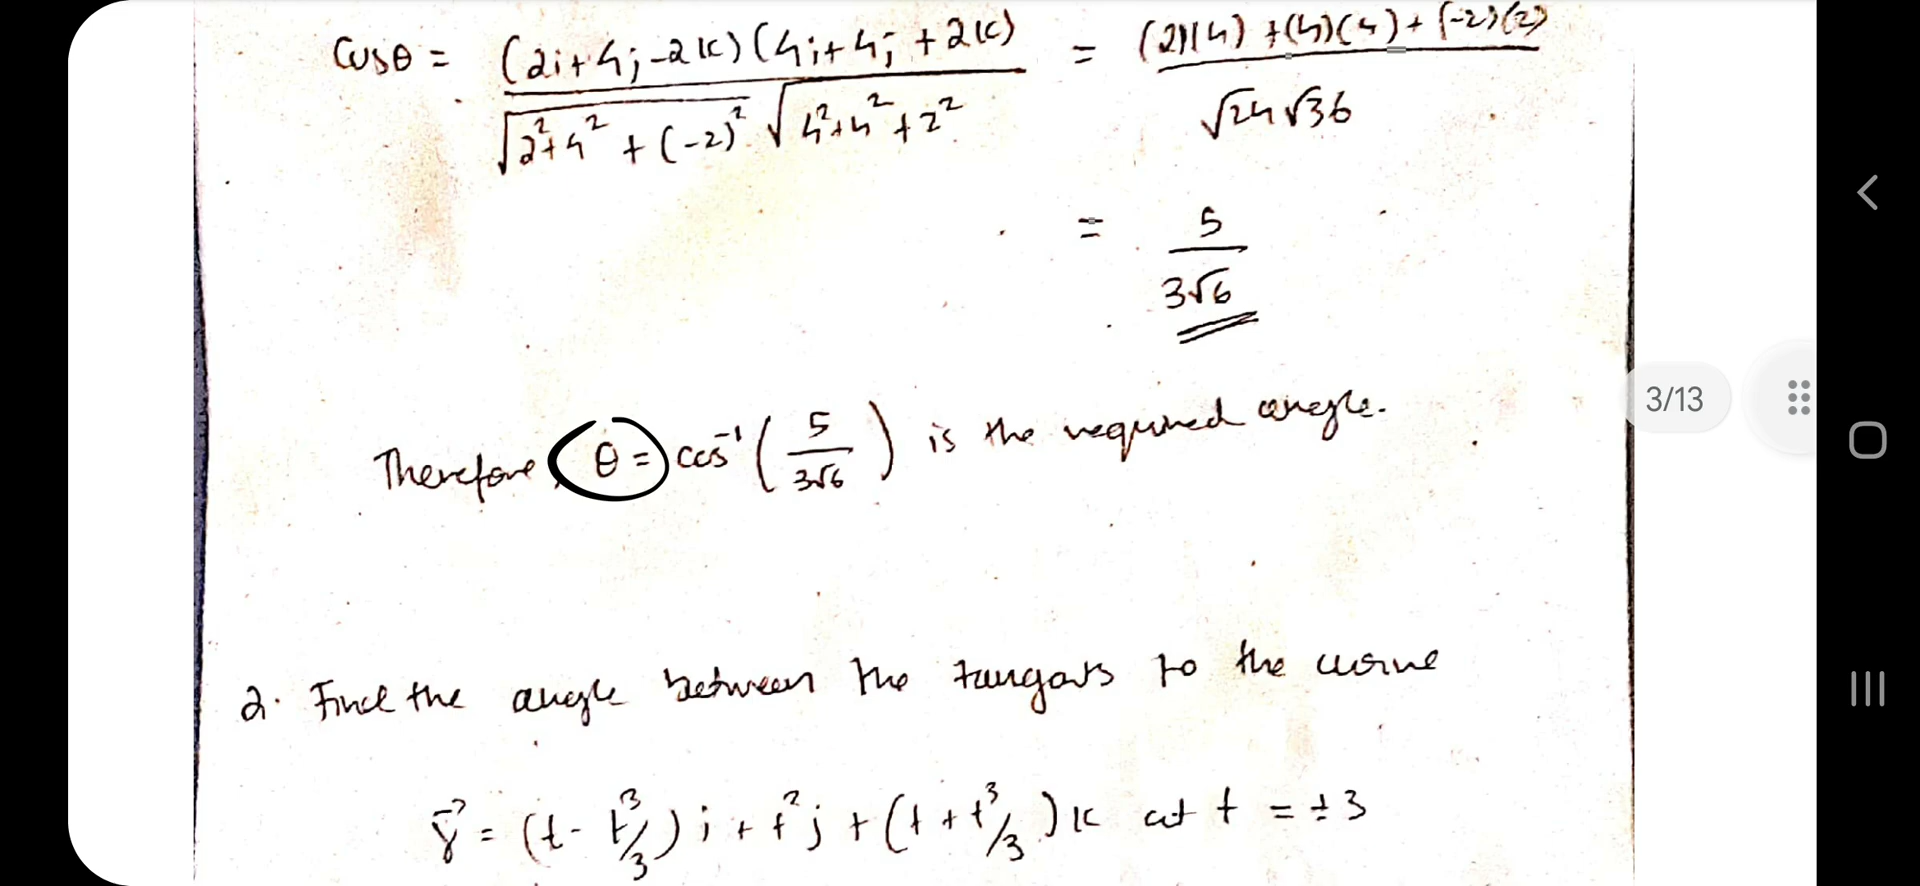 Cosθ = (2i+4j-2k)(4i+4j+2k) / √2²+4²+(-2)² √4²+4²+2² = (2)(4)+(4)(4)+(-2)(2) / √24√36
= 5 / 3√6
3/13
Therefore, θ = cos⁻¹(5/3√6) is the required angle.
2. Find the angle between the tangents to the curve
r⃗ = (t - t³/3)i + t²j + (t + t³/3)k at t = ±3